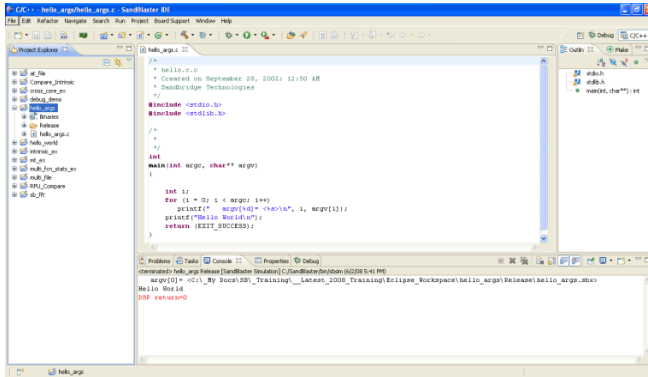 C/C++ - hello_args/hello_args.c - SandBlaster IDE
File Edit Refactor Navigate Search Run Project Board Support Window Help
Debug C/C++
Project Explorer
at_file
Compare_Intrinsic
cross_core_ex
debug_demo
hello_args
Binaries
Release
hello_args.c
hello_world
intrinsic_ex
mt_ex
multi_fcn_stats_ex
multi_file
RPU_Compare
sb_fft
hello_args.c
/*
* hello.c.c
* Created on September 28, 2002; 12:50 AM
* Sandbridge Technologies
*/
#include <stdio.h>
#include <stdlib.h>
/*
*
*/
int
main(int argc, char** argv)
{
int i;
for (i = 0; i < argc; i++)
printf("   argv[%d]= <%s>\n", i, argv[i]);
printf("Hello World\n");
return (EXIT_SUCCESS);
}
Outlin Make
stdio.h
stdlib.h
main(int, char**) : int
Problems Tasks Console Properties Debug
<terminated> hello_args Release [SandBlaster Simulation] C:/SandBlaster/bin/sbsim (6/2/08 5:41 PM)
argv[0]= <C:\_My Docs\SB\_Training\__Latest_2008_Training\Eclipse_Workspace\hello_args\Release\hello_args.sbx>
Hello World
DSP return=0
hello_args